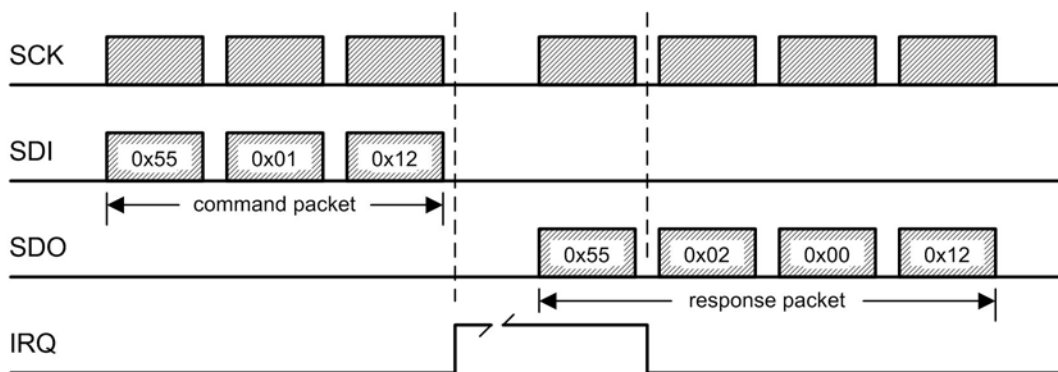 SCK
SDI
0x55 0x01 0x12
command packet
SDO
0x55 0x02 0x00 0x12
response packet
IRQ